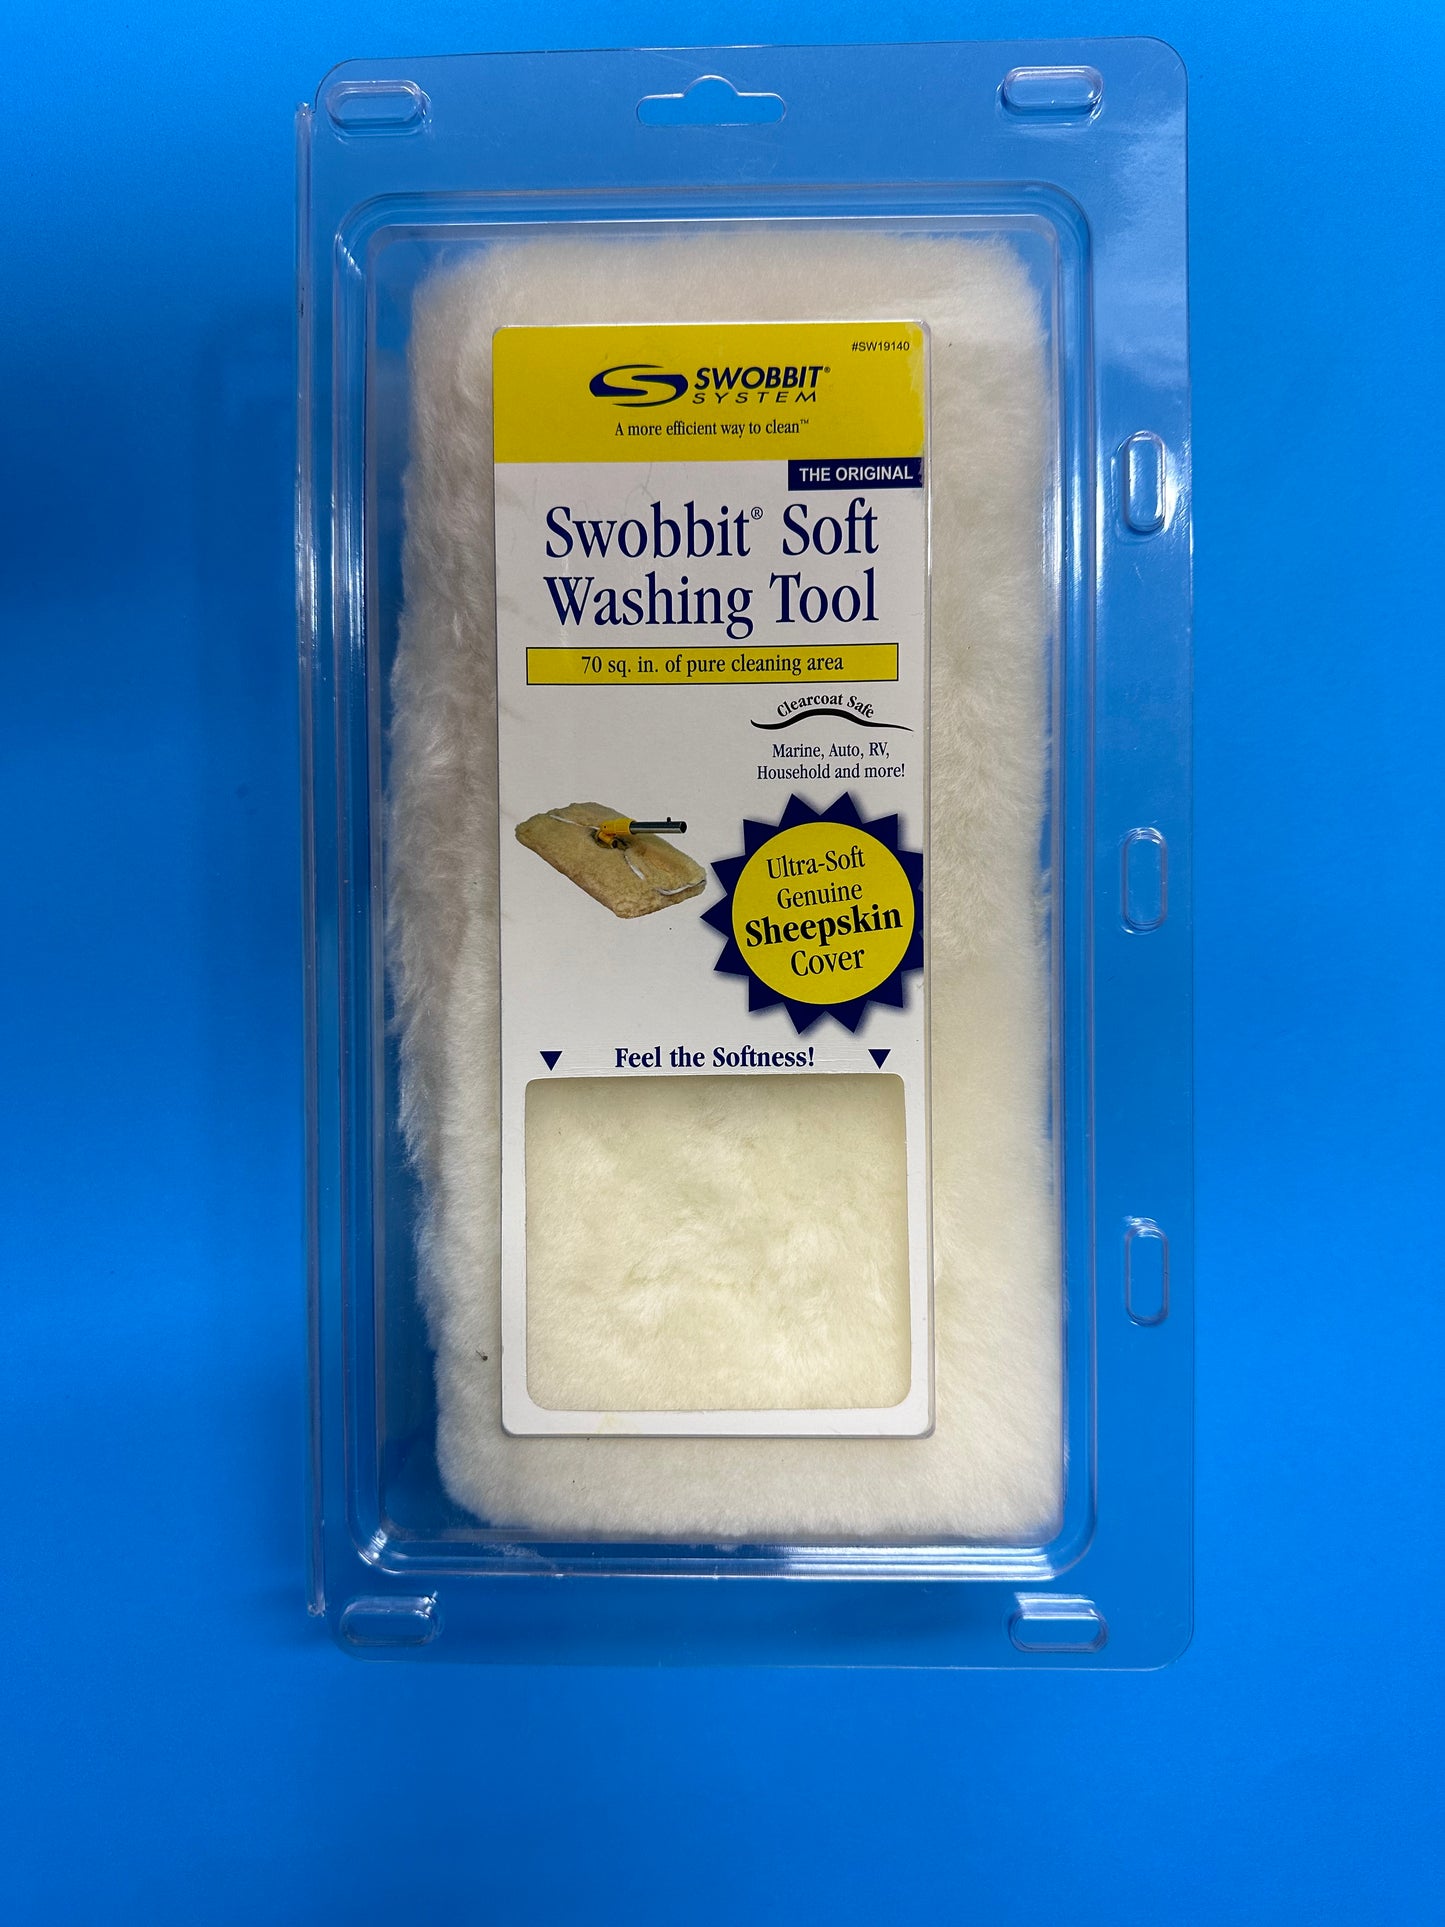 #SW19140
SWOBBIT®
SYSTEM
A more efficient way to clean™
THE ORIGINAL
Swobbit® Soft
Washing Tool
70 sq. in. of pure cleaning area
Clearcoat Safe
Marine, Auto, RV,
Household and more!
Ultra-Soft
Genuine
Sheepskin
Cover
Feel the Softness!